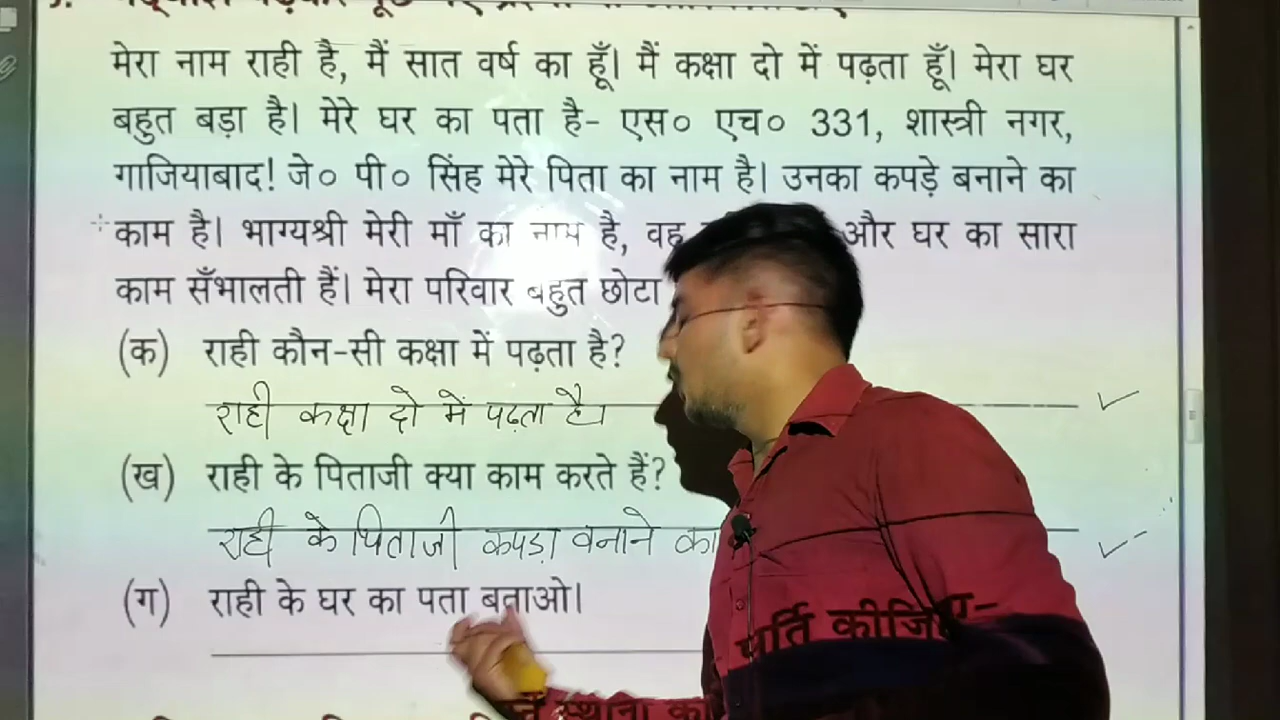 मेरा नाम राही है, मैं सात वर्ष का हूँ। मैं कक्षा दो में पढ़ता हूँ। मेरा घर
बहुत बड़ा है। मेरे घर का पता है- एस० एच० 331, शास्त्री नगर,
गाजियाबाद! जे० पी० सिंह मेरे पिता का नाम है। उनका कपड़े बनाने का
काम है। भाग्यश्री मेरी माँ का नाम है, वह और घर का सारा
काम सँभालती हैं। मेरा परिवार बहुत छोटा
(क) राही कौन-सी कक्षा में पढ़ता है?
राही कक्षा दो में पढ़ता है।
(ख) राही के पिताजी क्या काम करते हैं?
राही के पिताजी कपड़ा बनाने का
(ग) राही के घर का पता बताओ।